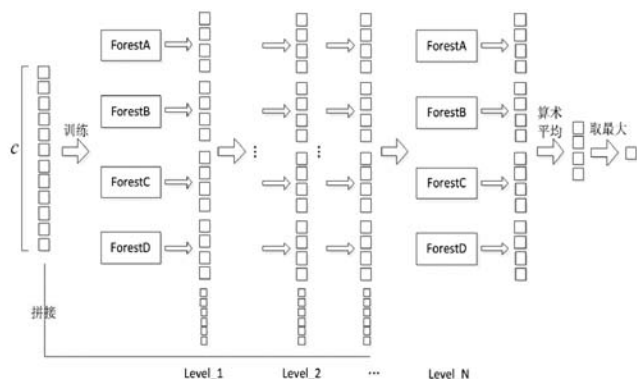 ForestA
ForestA
ForestB
ForestB
C
训练
算术
平均
取最大
⋮
⋮
ForestC
ForestC
ForestD
ForestD
拼接
Level_1
Level_2
...
Level_N